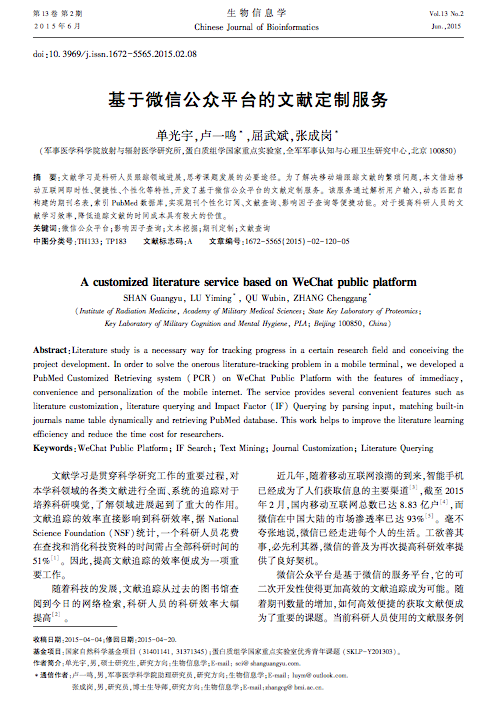 第 13 卷 第 2 期
生 物 信 息 学
Vol.13 No.2
2 0 1 5 年 6 月
Chinese Journal of Bioinformatics
Jun.,2015
doi:10. 3969/j.issn.1672-5565.2015.02.08
基于微信公众平台的文献定制服务
单光宇,卢一鸣*,屈武斌,张成岗*
(军事医学科学院放射与辐射医学研究所,蛋白质组学国家重点实验室,全军军事认知与心理卫生研究中心,北京 100850)
摘 要:文献学习是科研人员跟踪领域进展,思考课题发展的必要途径。为了解决移动端跟踪文献的繁琐问题,本文借助移
动互联网即时性、便捷性、个性化等特性,开发了基于微信公众平台的文献定制服务。该服务通过解析用户输入,动态匹配自
构建的期刊名表,索引 PubMed 数据库,实现期刊个性化订阅、文献查询、影响因子查询等便捷功能。对于提高科研人员的文
献学习效率,降低追踪文献的时间成本具有较大的价值。
关键词:微信公众平台;影响因子查询;文本挖掘;期刊定制;文献查询
中图分类号:TH133; TP183 文献标志码:A 文章编号:1672-5565(2015)-02-120-05
A customized literature service based on WeChat public platform
SHAN Guangyu, LU Yiming*, QU Wubin, ZHANG Chenggang*
(Institute of Radiation Medicine, Academy of Military Medical Sciences; State Key Laboratory of Proteomics;
Key Laboratory of Military Cognition and Mental Hygiene, PLA; Beijing 100850, China)
Abstract:Literature study is a necessary way for tracking progress in a certain research field and conceiving the
project development. In order to solve the onerous literature-tracking problem in a mobile terminal, we developed a
PubMed Customized Retrieving system (PCR) on WeChat Public Platform with the features of immediacy,
convenience and personalization of the mobile internet. The service provides several convenient features such as
literature customization, literature querying and Impact Factor (IF) Querying by parsing input, matching built-in
journals name table dynamically and retrieving PubMed database. This work helps to improve the literature learning
efficiency and reduce the time cost for researchers.
Keywords:WeChat Public Platform; IF Search; Text Mining; Journal Customization; Literature Querying
文献学习是贯穿科学研究工作的重要过程,对
本学科领域的各类文献进行全面、系统的追踪对于
培养科研嗅觉,了解领域进展起到了重大的作用。
文献追踪的效率直接影响到科研效率,据 National
Science Foundation (NSF)统计,一个科研人员花费
在查找和消化科技资料的时间需占全部科研时间的
51%[1]。因此,提高文献追踪的效率便成为一项重
要工作。
随着科技的发展,文献追踪从过去的图书馆查
阅到今日的网络检索,科研人员的科研效率大幅
提高[2]。
近几年,随着移动互联网浪潮的到来,智能手机
已经成为了人们获取信息的主要渠道[3],截至 2015
年 2 月,国内移动互联网总数已达 8.83 亿户[4],而
微信在中国大陆的市场渗透率已达 93%[5]。毫不
夸张地说,微信已经走进每个人的生活。工欲善其
事,必先利其器,微信的普及为再次提高科研效率提
供了良好契机。
微信公众平台是基于微信的服务平台,它的可
二次开发性使得更加高效的文献追踪成为可能。随
着期刊数量的增加,如何高效便捷的获取文献便成
为了重要的课题。当前科研人员使用的文献服务例
收稿日期:2015-04-04;修回日期:2015-04-20.
基金项目:国家自然科学基金项目 (31401141、31371345);蛋白质组学国家重点实验室优秀青年课题 (SKLP-Y201303)。
作者简介:单光宇,男,硕士研究生,研究方向:生物信息学;E-mail: sci@shanguangyu.com.
*通信作者:卢一鸣,男,军事医学科学院助理研究员,研究方向:生物信息学;E-mail: luym@outlook.com.
张成岗,男,研究员,博士生导师,研究方向:生物信息学;E-mail:zhangcg@bmi.ac.cn.